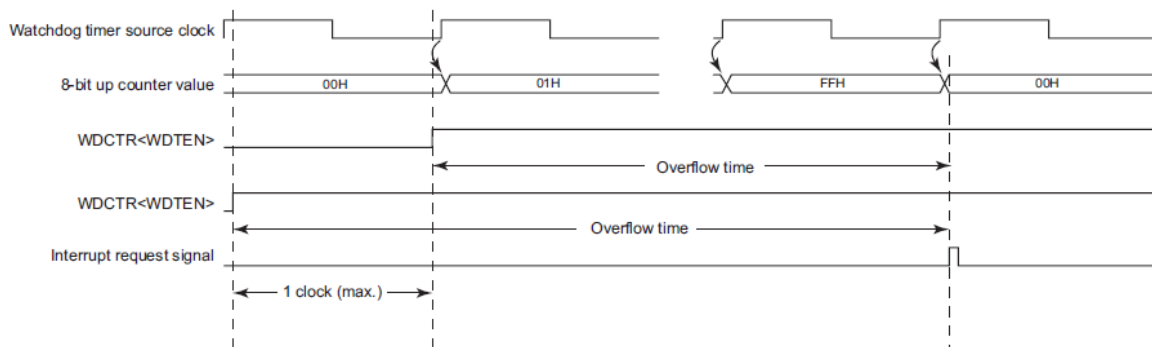 Watchdog timer source clock
8-bit up counter value
00H
01H
FFH
00H
WDCTR<WDTEN>
Overflow time
WDCTR<WDTEN>
Overflow time
Interrupt request signal
1 clock (max.)